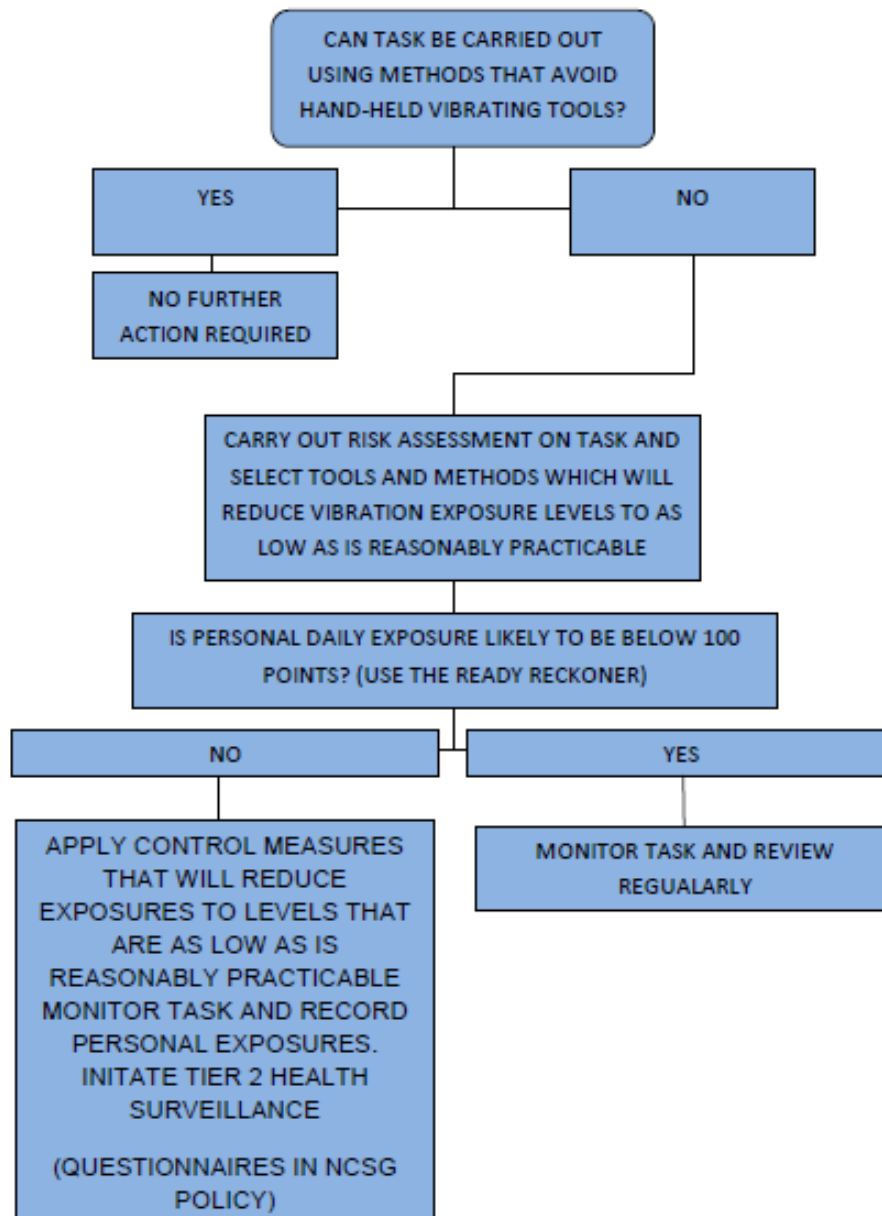 CAN TASK BE CARRIED OUT
USING METHODS THAT AVOID
HAND-HELD VIBRATING TOOLS?
YES
NO
NO FURTHER
ACTION REQUIRED
CARRY OUT RISK ASSESSMENT ON TASK AND
SELECT TOOLS AND METHODS WHICH WILL
REDUCE VIBRATION EXPOSURE LEVELS TO AS
LOW AS IS REASONABLY PRACTICABLE
IS PERSONAL DAILY EXPOSURE LIKELY TO BE BELOW 100
POINTS? (USE THE READY RECKONER)
NO
YES
APPLY CONTROL MEASURES
THAT WILL REDUCE
EXPOSURES TO LEVELS THAT
ARE AS LOW AS IS
REASONABLY PRACTICABLE
MONITOR TASK AND RECORD
PERSONAL EXPOSURES.
INITATE TIER 2 HEALTH
SURVEILLANCE
(QUESTIONNAIRES IN NCSG
POLICY)
MONITOR TASK AND REVIEW
REGUALARLY